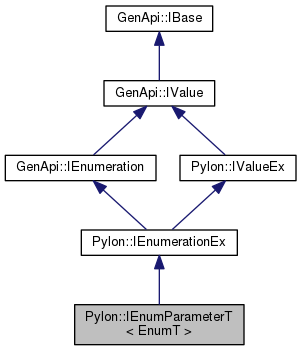 GenApi::IBase
GenApi::IValue
GenApi::IEnumeration
Pylon::IValueEx
Pylon::IEnumerationEx
Pylon::IEnumParameterT
< EnumT >